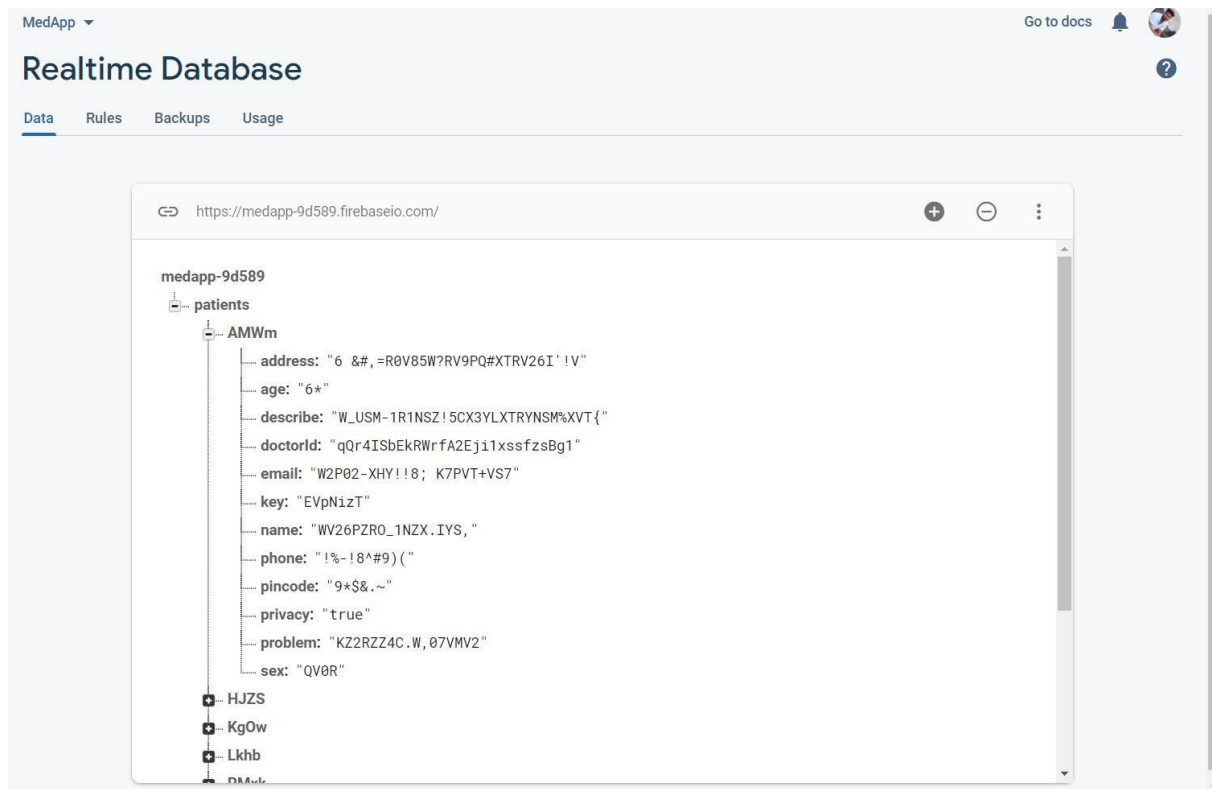 MedApp
Go to docs
Realtime Database
Data Rules Backups Usage
https://medapp-9d589.firebaseio.com/
medapp-9d589
patients
AMWm
address: "6 &#,=R0V85W?RV9PQ#XTRV26I'!V"
age: "6*"
describe: "W_USM-1R1NSZ!5CX3YLXTRYNSM%XVT{"
doctorId: "qQr4ISbEkRWrfA2Eji1xssfzsBg1"
email: "W2P02-XHY!!8; K7PVT+VS7"
key: "EVpNizT"
name: "WV26PZRO_1NZX.IYS,"
phone: "!%-!8^#9)("
pincode: "9*$&.~"
privacy: "true"
problem: "KZ2RZZ4C.W,07VMV2"
sex: "QV0R"
HJZS
KgOw
Lkhb